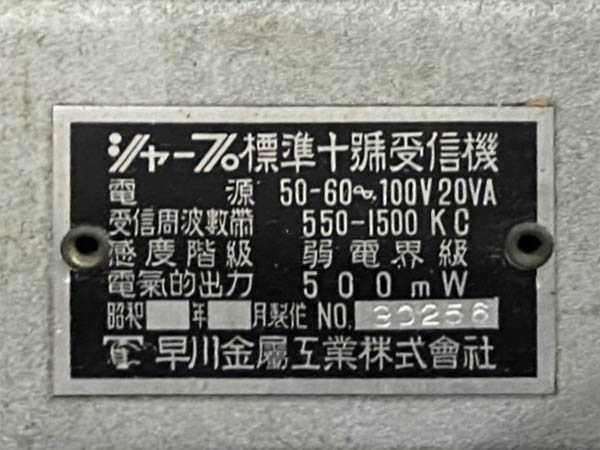 シャープ標準十號受信機
電源 50-60∾ 100V 20VA
受信周波數帶 550-1500 KC
感度階級 弱電界級
電氣的出力 500mW
昭和 年 月製作 NO. 30256
早川金屬工業株式會社